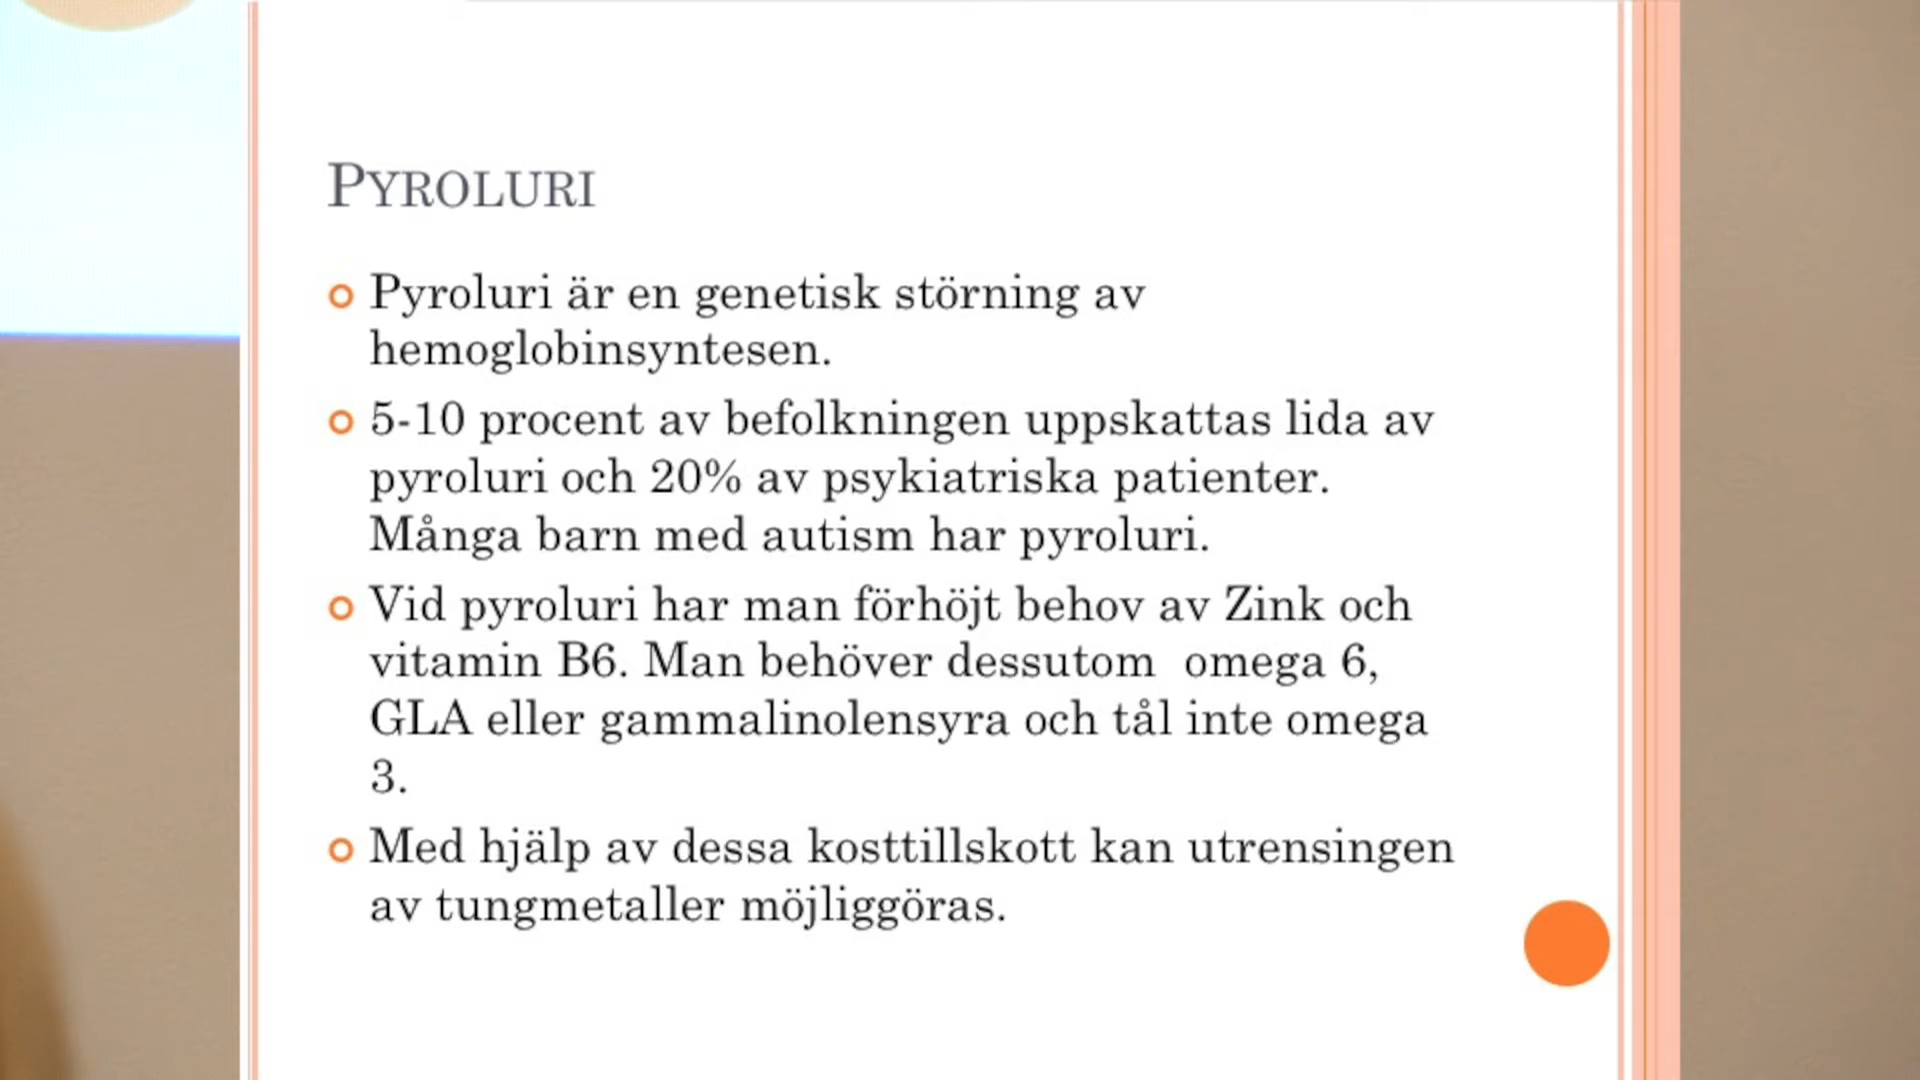 PYROLURI
Pyroluri är en genetisk störning av
hemoglobinsyntesen.
5-10 procent av befolkningen uppskattas lida av
pyroluri och 20% av psykiatriska patienter.
Många barn med autism har pyroluri.
Vid pyroluri har man förhöjt behov av Zink och
vitamin B6. Man behöver dessutom  omega 6,
GLA eller gammalinolensyra och tål inte omega
3.
Med hjälp av dessa kosttillskott kan utrensingen
av tungmetaller möjliggöras.